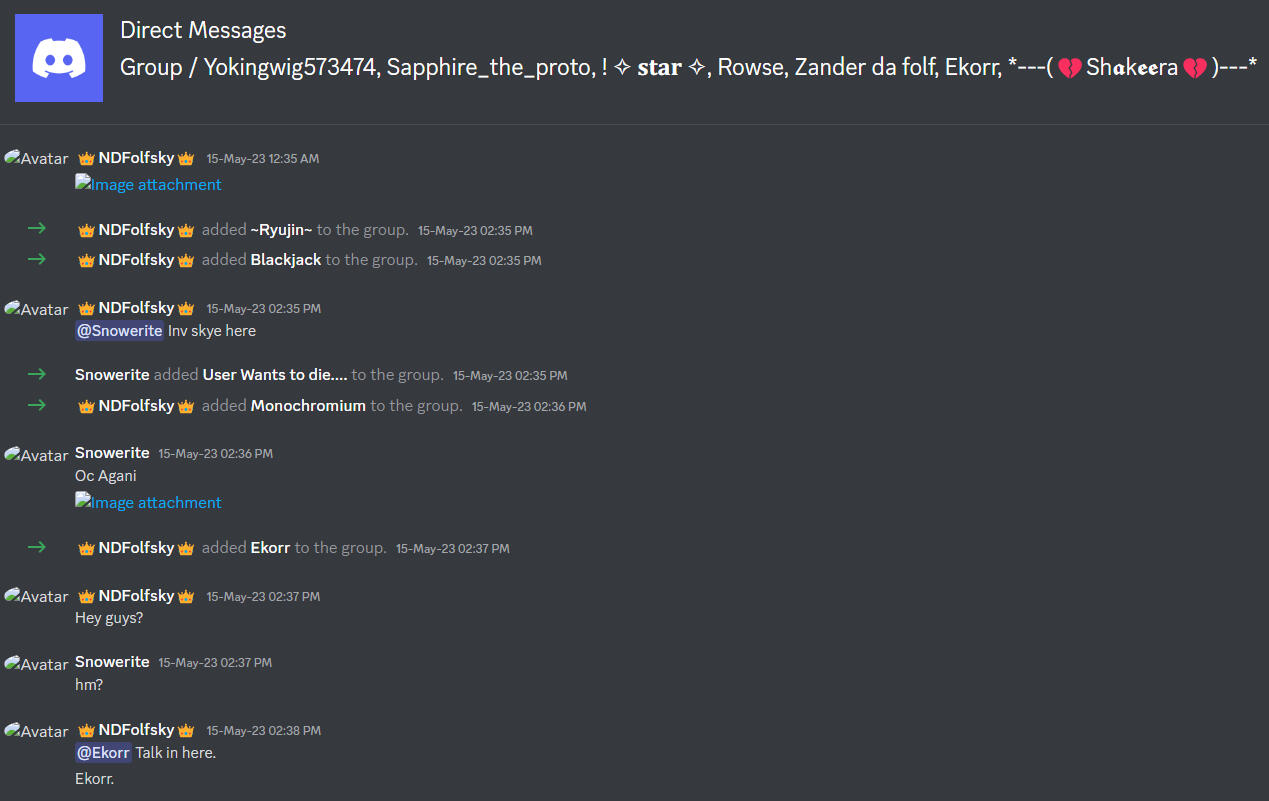 Direct Messages
Group / Yokingwig573474, Sapphire_the_proto, ! ✧ 𝖘𝖙𝖆𝖗 ✧, Rowse, Zander da folf, Ekorr, *---(💔Sh𝖆k𝖊𝖊ra💔)---*
Avatar 👑NDFolfsky👑 15-May-23 12:35 AM
Image attachment
→ 👑NDFolfsky👑 added ~Ryujin~ to the group. 15-May-23 02:35 PM
→ 👑NDFolfsky👑 added Blackjack to the group. 15-May-23 02:35 PM
Avatar 👑NDFolfsky👑 15-May-23 02:35 PM
@Snowerite Inv skye here
→ Snowerite added User Wants to die.... to the group. 15-May-23 02:35 PM
→ 👑NDFolfsky👑 added Monochromium to the group. 15-May-23 02:36 PM
Avatar Snowerite 15-May-23 02:36 PM
Oc Agani
Image attachment
→ 👑NDFolfsky👑 added Ekorr to the group. 15-May-23 02:37 PM
Avatar 👑NDFolfsky👑 15-May-23 02:37 PM
Hey guys?
Avatar Snowerite 15-May-23 02:37 PM
hm?
Avatar 👑NDFolfsky👑 15-May-23 02:38 PM
@Ekorr Talk in here.
Ekorr.